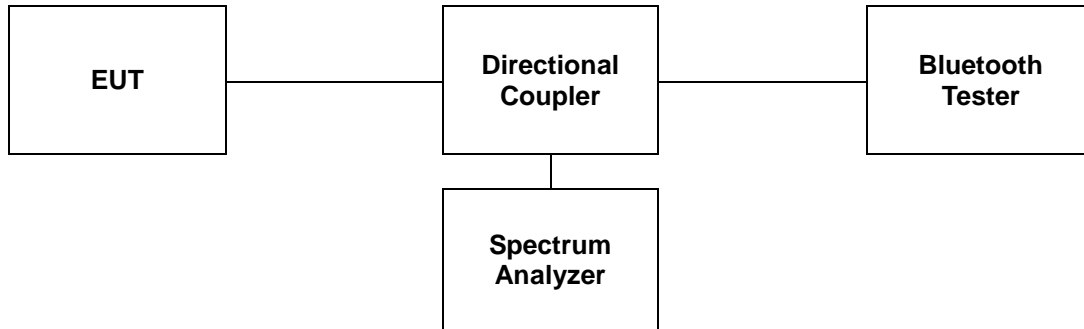 EUT
Directional
Coupler
Bluetooth
Tester
Spectrum
Analyzer